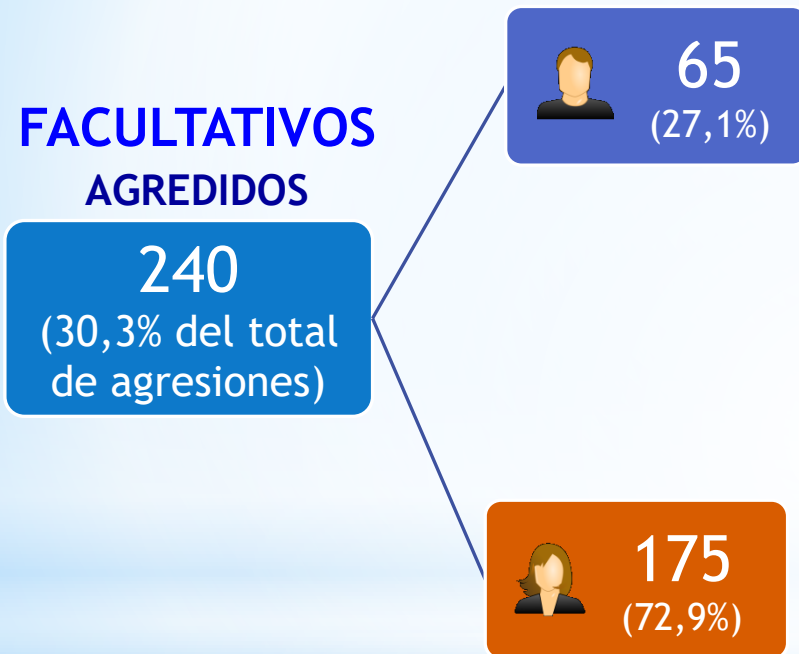 FACULTATIVOS
AGREDIDOS
240
(30,3% del total
de agresiones)
65
(27,1%)
175
(72,9%)